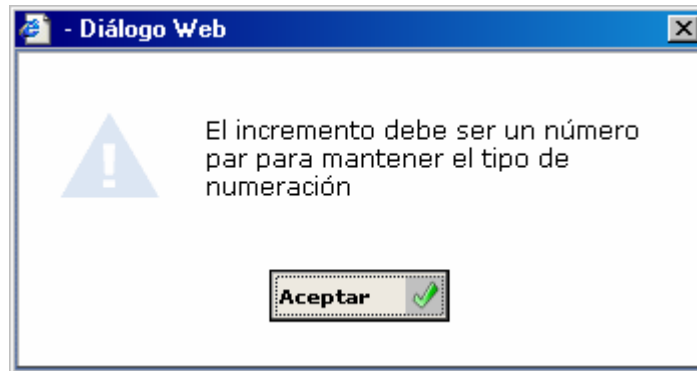 - Diálogo Web
El incremento debe ser un número
par para mantener el tipo de
numeración
Aceptar